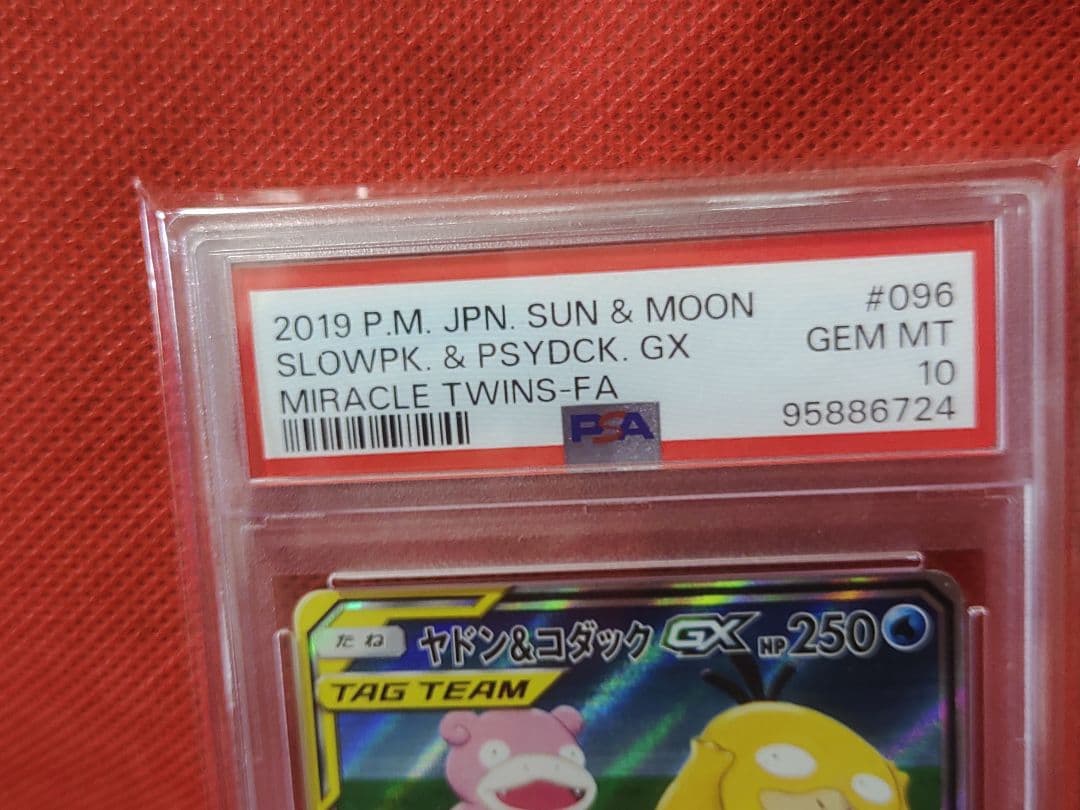 2019 P.M. JPN. SUN & MOON #096
SLOWPK. & PSYDCK. GX GEM MT
MIRACLE TWINS-FA 10
PSA 95886724
たね ヤドン&コダック GX HP 250
TAG TEAM